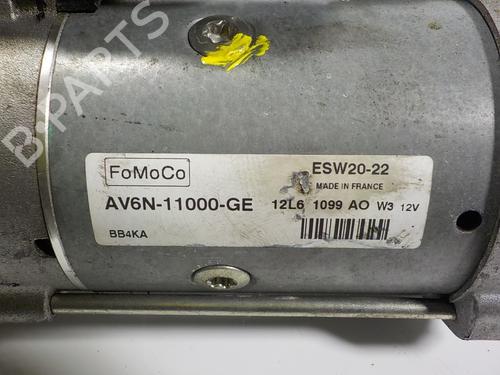 B-PARTS
FoMoCo
ESW20-22
MADE IN FRANCE
AV6N-11000-GE 12L6 1099 AO W3 12V
BB4KA